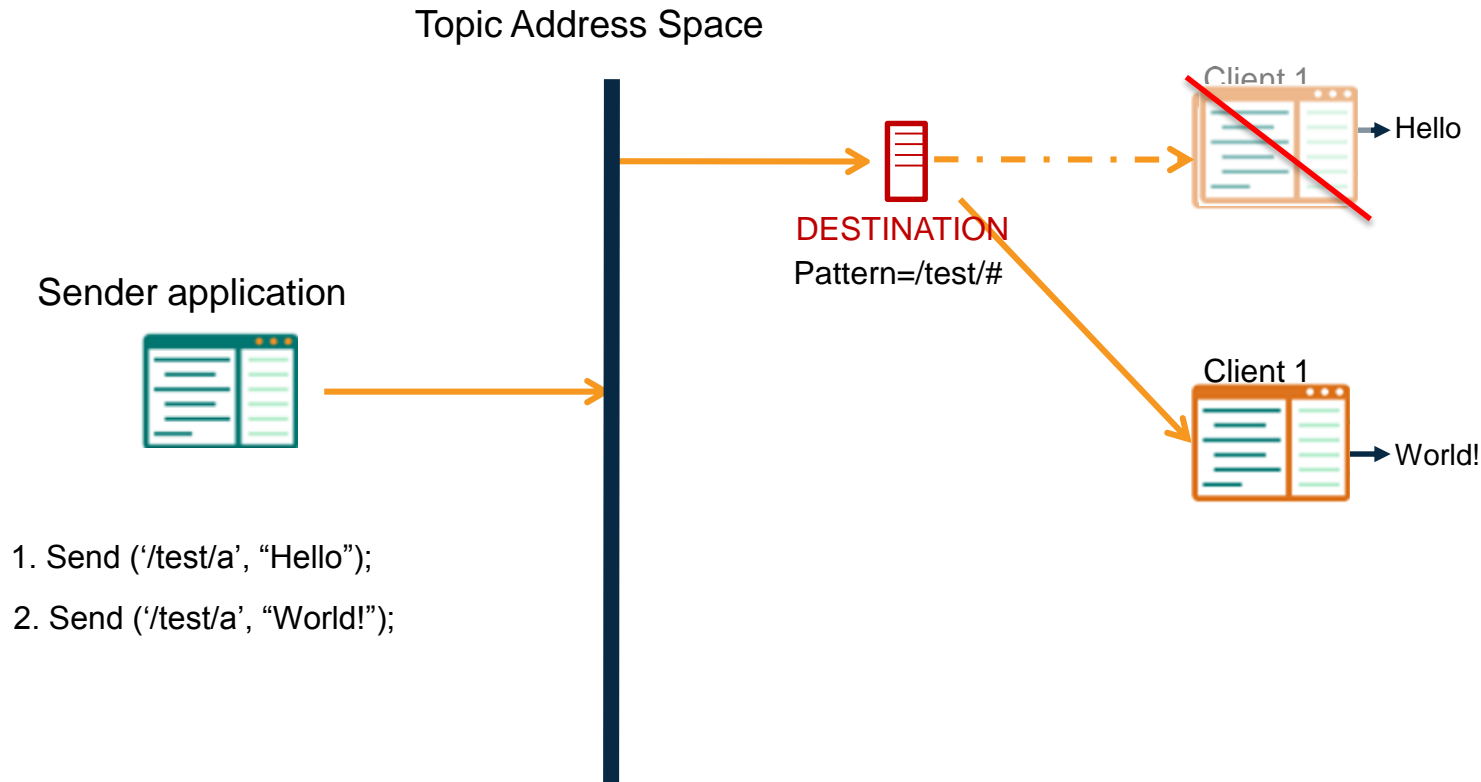 Topic Address Space
Client 1
Hello
DESTINATION
Pattern=/test/#
Sender application
Client 1
World!
1. Send (‘/test/a’, “Hello”);
2. Send (‘/test/a’, “World!”);